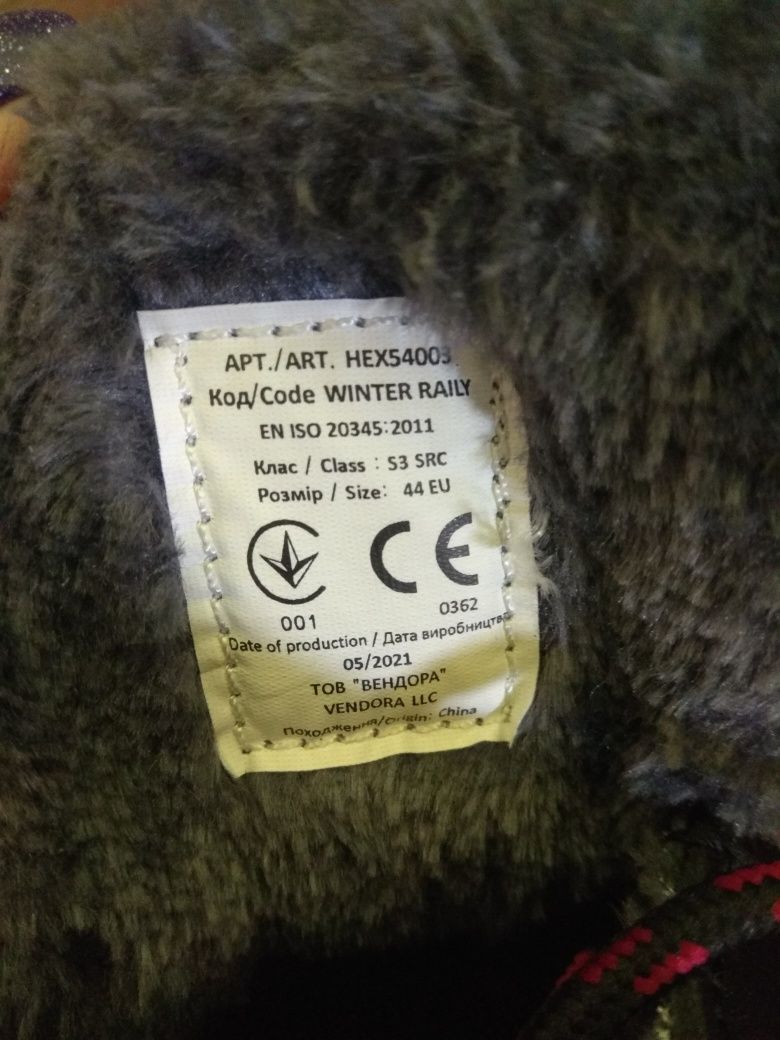 АРТ./ART. HEX54003
Код/Code WINTER RAILY
EN ISO 20345:2011
Клас / Class : S3 SRC
Розмір / Size: 44 EU
CE
001
0362
Date of production / Дата виробництва
05/2021
ТОВ "ВЕНДОРА"
VENDORA LLC
Походження/Origin: China